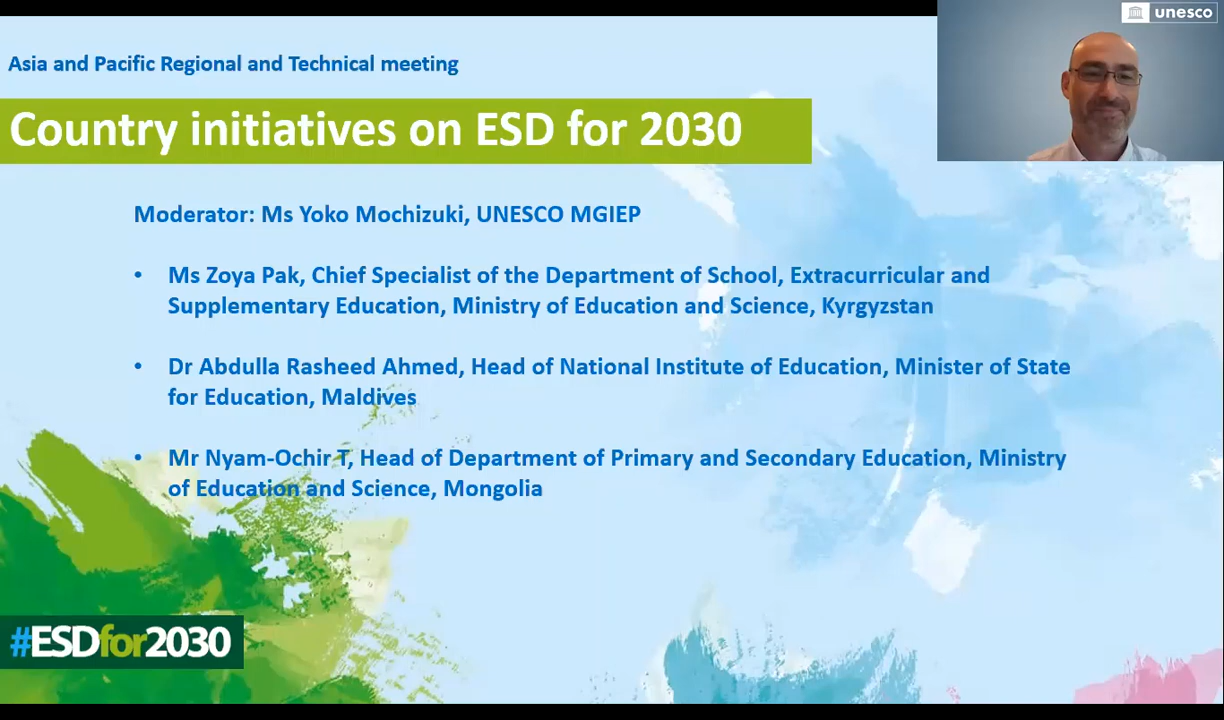 unesco
Asia and Pacific Regional and Technical meeting
Country initiatives on ESD for 2030
Moderator: Ms Yoko Mochizuki, UNESCO MGIEP
• Ms Zoya Pak, Chief Specialist of the Department of School, Extracurricular and
Supplementary Education, Ministry of Education and Science, Kyrgyzstan
• Dr Abdulla Rasheed Ahmed, Head of National Institute of Education, Minister of State
for Education, Maldives
• Mr Nyam-Ochir T, Head of Department of Primary and Secondary Education, Ministry
of Education and Science, Mongolia
#ESDfor2030